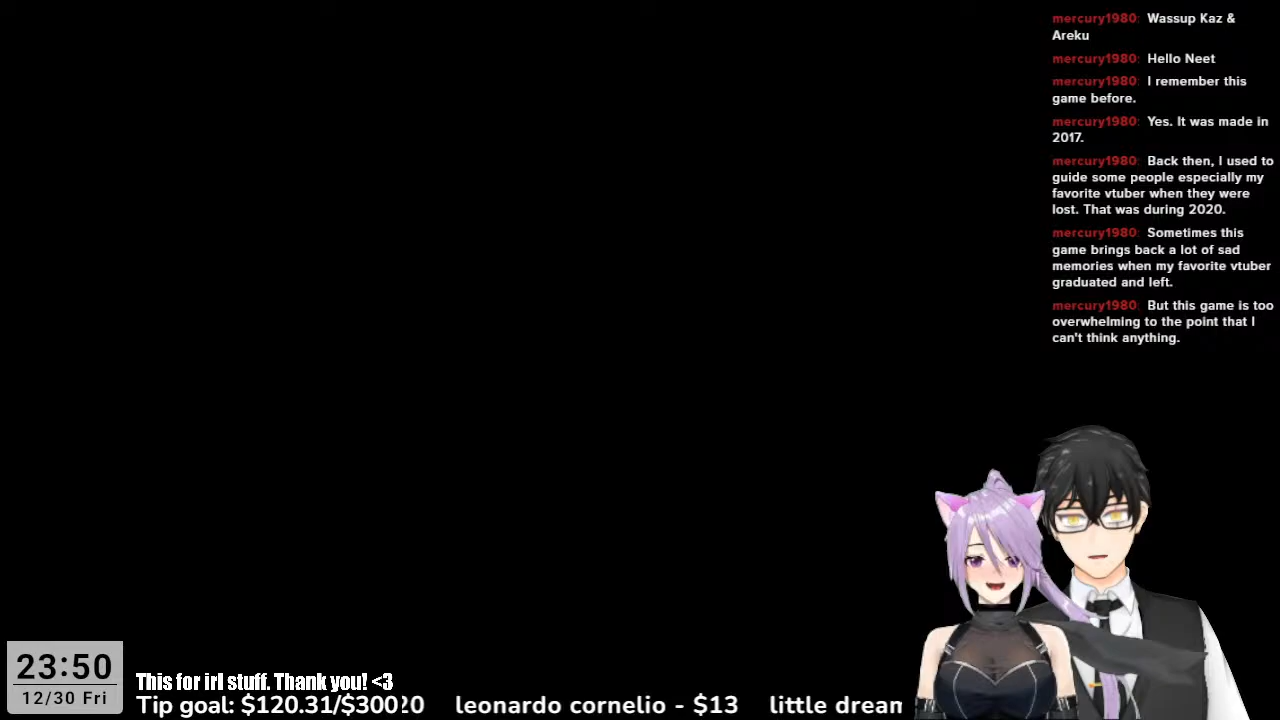 mercury1980: Wassup Kaz &
Areku
mercury1980: Hello Neet
mercury1980: I remember this
game before.
mercury1980: Yes. It was made in
2017.
mercury1980: Back then, I used to
guide some people especially my
favorite vtuber when they were
lost. That was during 2020.
mercury1980: Sometimes this
game brings back a lot of sad
memories when my favorite vtuber
graduated and left.
mercury1980: But this game is too
overwhelming to the point that I
can't think anything.
23:50
12/30 Fri
This for irl stuff. Thank you! <3
Tip goal: $120.31/$300 20 leonardo cornelio - $13 little dream